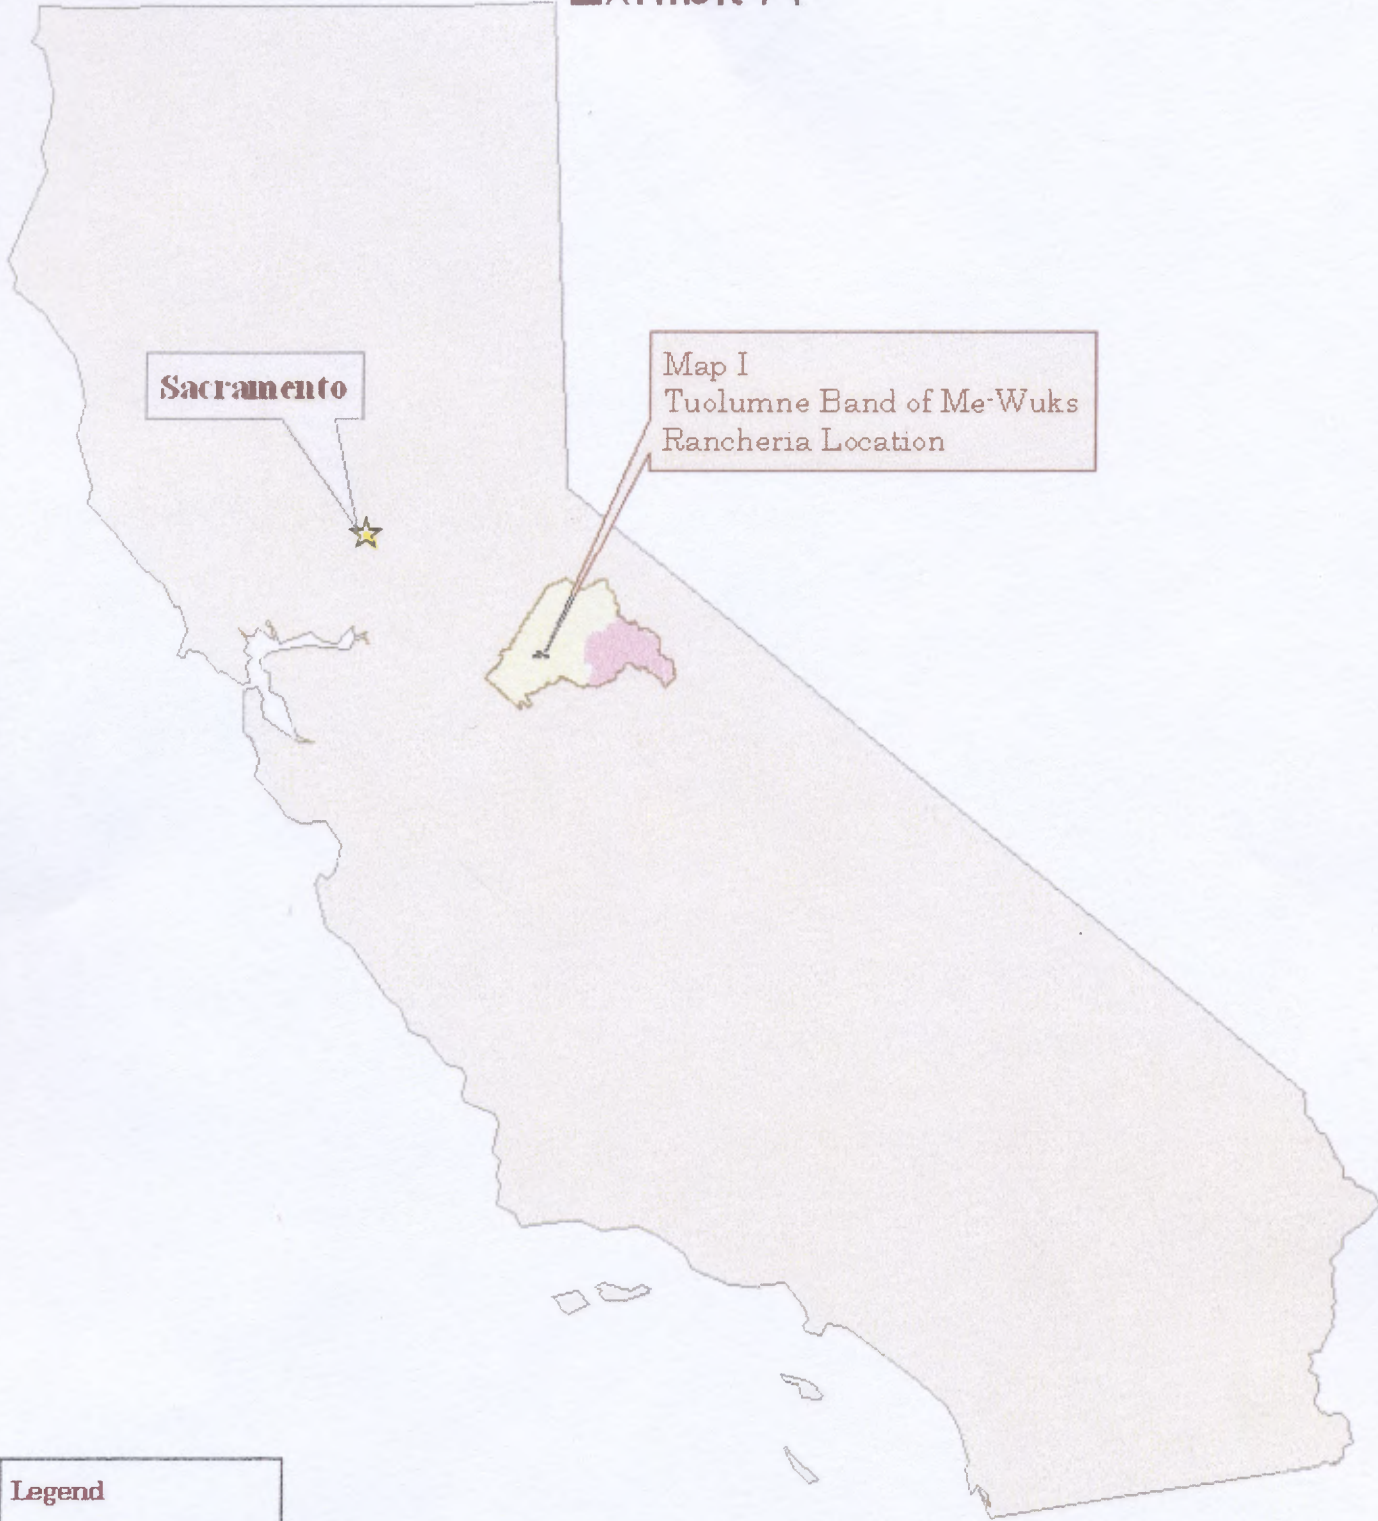 Sacramento
Map I
Tuolumne Band of Me-Wuks
Rancheria Location
Legend